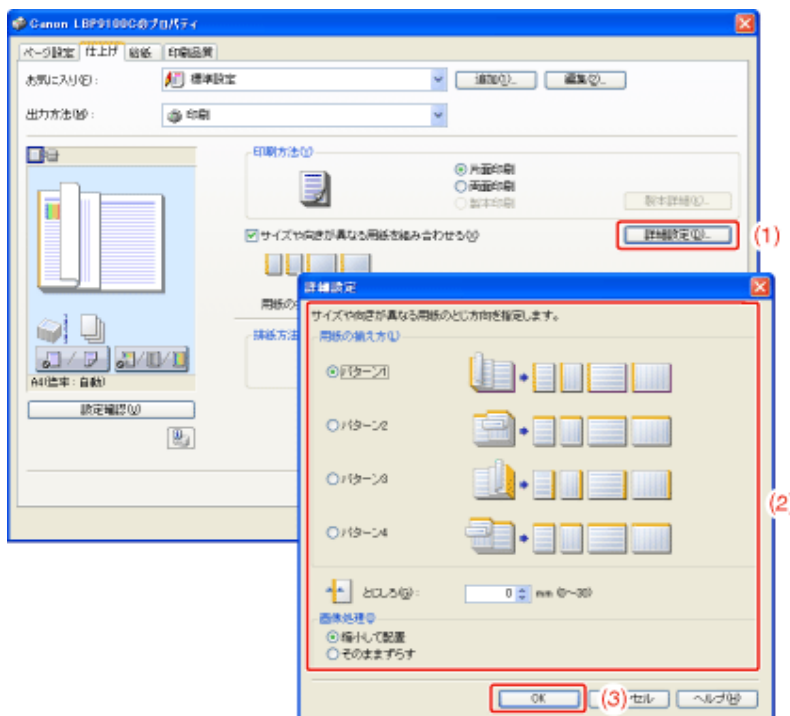 Canon LBP9100Cのプロパティ
ページ設定 仕上げ 給紙 印刷品質
お気に入り(F): 標準設定 追加(1)... 編集(2)...
出力方法(M): 印刷
印刷方法(Y)
片面印刷
両面印刷
製本印刷
製本詳細(K)...
サイズや向きが異なる用紙を組み合わせる(X)
詳細設定(D)... (1)
用紙の
排紙方法
A4(倍率: 自動)
設定確認(V)
詳細設定
サイズや向きが異なる用紙のとじ方向を指定します。
用紙の揃え方(L)
パターン1
パターン2
パターン3
パターン4
(2)
とじしろ(G): 0 mm (0~30)
画像処理(I)
縮小して配置
そのままずらす
OK (3) セル ヘルプ(H)